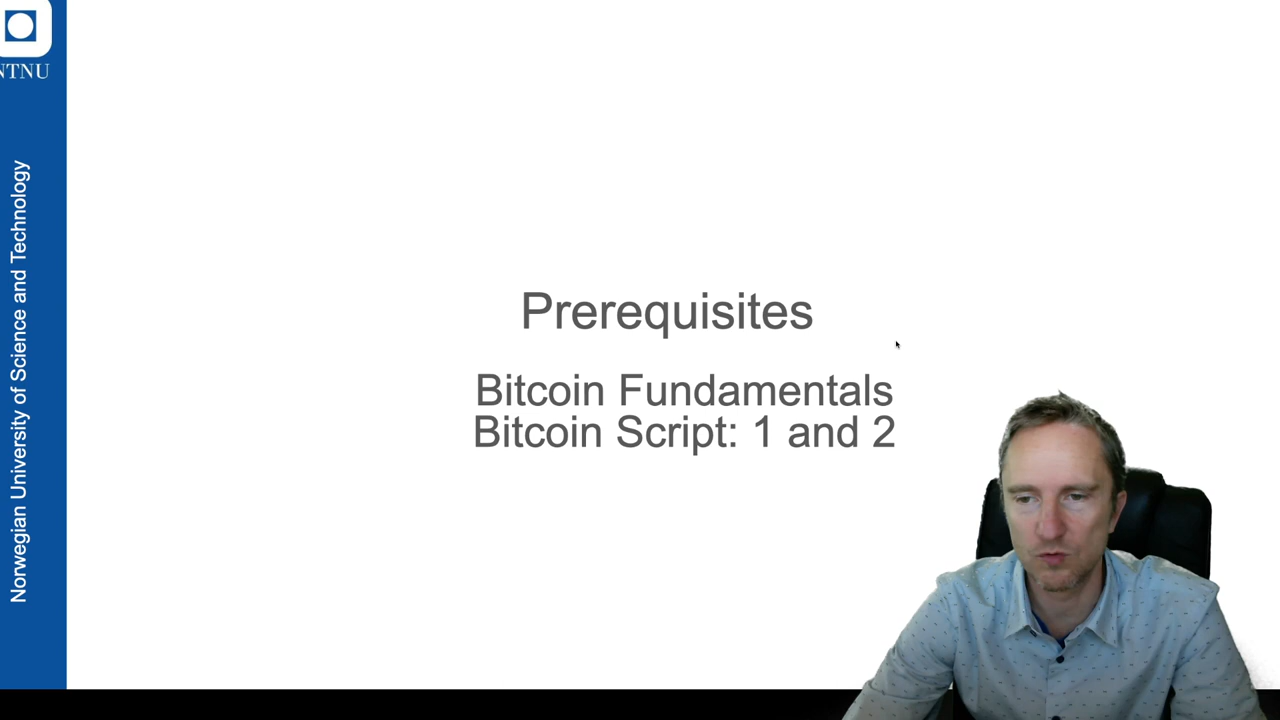 NTNU
Norwegian University of Science and Technology
Prerequisites
Bitcoin Fundamentals
Bitcoin Script: 1 and 2